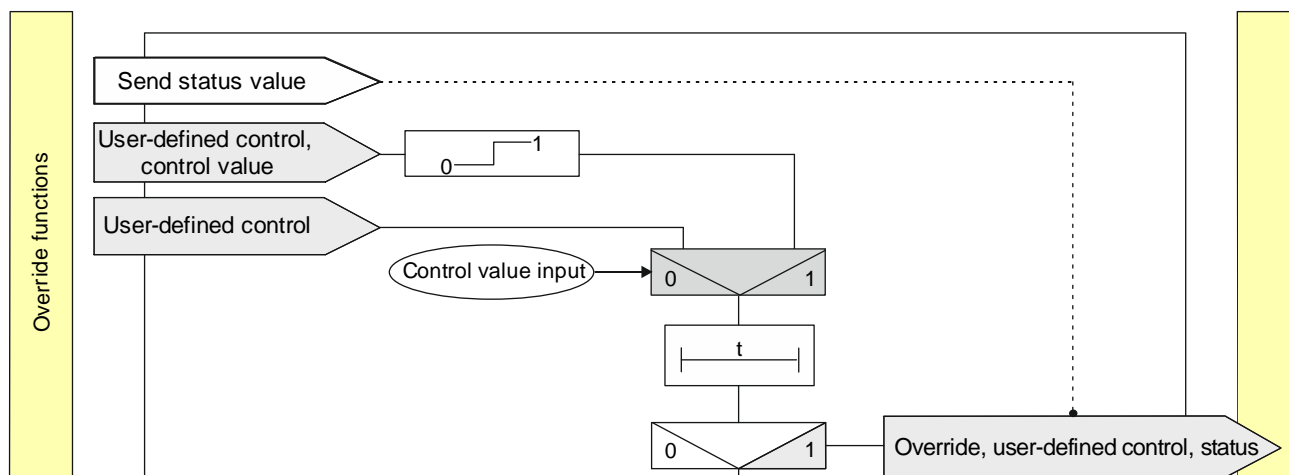 Override functions
Send status value
User-defined control,
control value
0 1
User-defined control
Control value input
0 1
t
0 1
Override, user-defined control, status